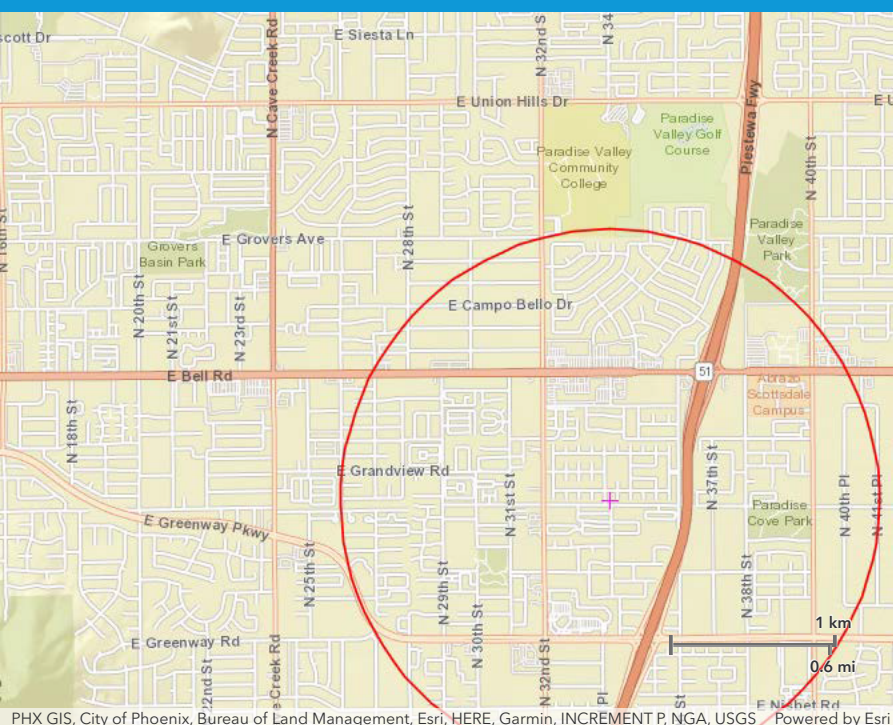 scott Dr
E Siesta Ln
N Cave Creek Rd
N 32nd S
N 34
E Union Hills Dr
E U
Piestewa Fwy
Paradise
Valley Golf
Course
Paradise Valley
Community
College
N 40th St
N 16th St
Grovers
Basin Park
E Grovers Ave
N 28th St
Paradise
Valley
Park
N 20th St
N 21st St
N 23rd St
E Campo Bello Dr
E Bell Rd
51
Abrazo
Scottsdale
Campus
N 18th St
E Grandview Rd
N 31st St
N 37th St
Paradise
Cove Park
N 40th Pl
N 41st Pl
E Greenway Pkwy
N 25th St
N 29th St
N 38th St
N 30th St
1 km
0.6 mi
E Greenway Rd
22nd St
e Creek Rd
N 32nd St
Pl
St
E Nisbet Rd
PHX GIS, City of Phoenix, Bureau of Land Management, Esri, HERE, Garmin, INCREMENT P, NGA, USGS
Powered by Esri